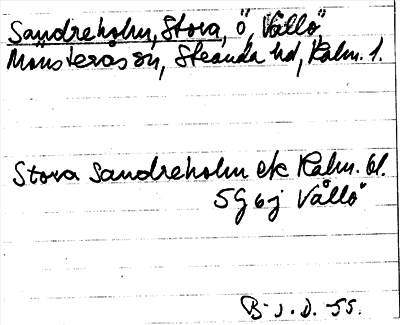 Sandreholm, Stora, ö, Vållö
Mönsterås sn, Stranda hd, Kalm. l.
Stora Sandreholm ek Kalm. bl.
5G 6j Vållö
B. J. D. -55.